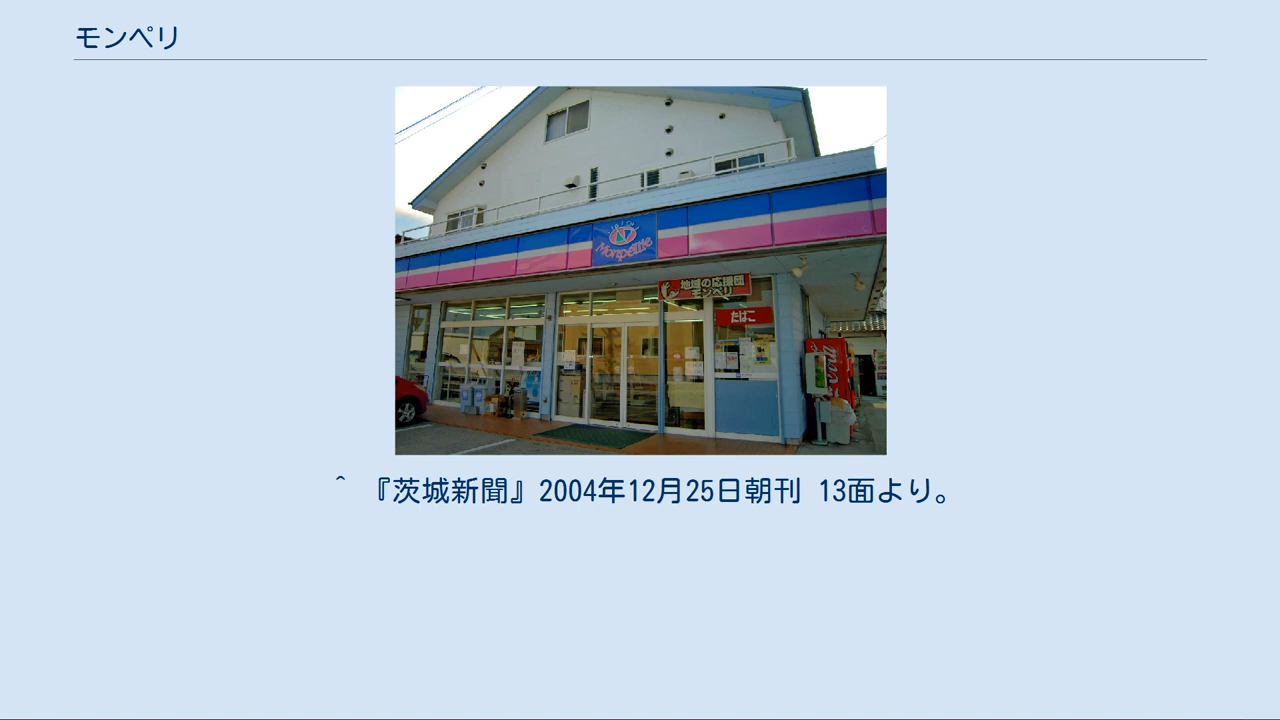 モンペリ
Monpellie
地域の応援団
モンペリ
たばこ
^ 『茨城新聞』2004年12月25日朝刊 13面より。